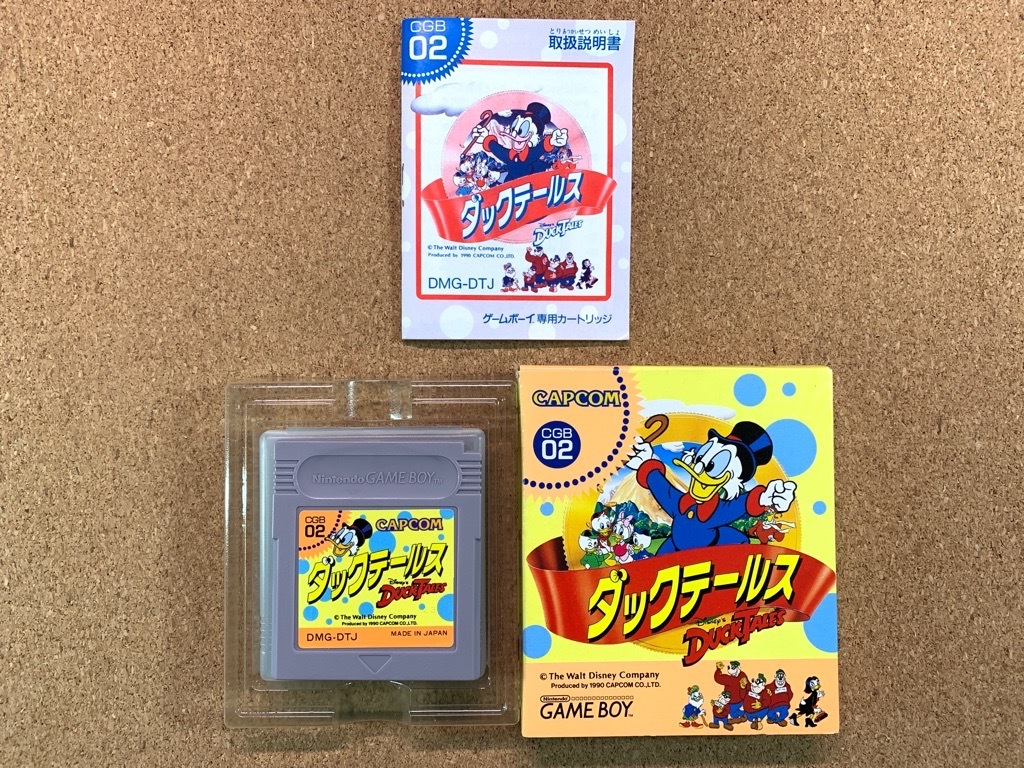 CGB
02
とりあつかいせつめいしょ
取扱説明書
ダックテールス
Disney's
DUCKTALES
© The Walt Disney Company
Produced by 1990 CAPCOM CO.,LTD.
DMG-DTJ
ゲームボーイ専用カートリッジ
Nintendo GAME BOY TM
CGB
02
CAPCOM
ダックテールス
Disney's
DUCKTALES
© The Walt Disney Company
Produced by 1990 CAPCOM CO.,LTD.
DMG-DTJ
MADE IN JAPAN
CAPCOM
CGB
02
ダックテールス
Disney's
DUCKTALES
© The Walt Disney Company
Produced by 1990 CAPCOM CO.,LTD.
Nintendo
GAME BOY TM